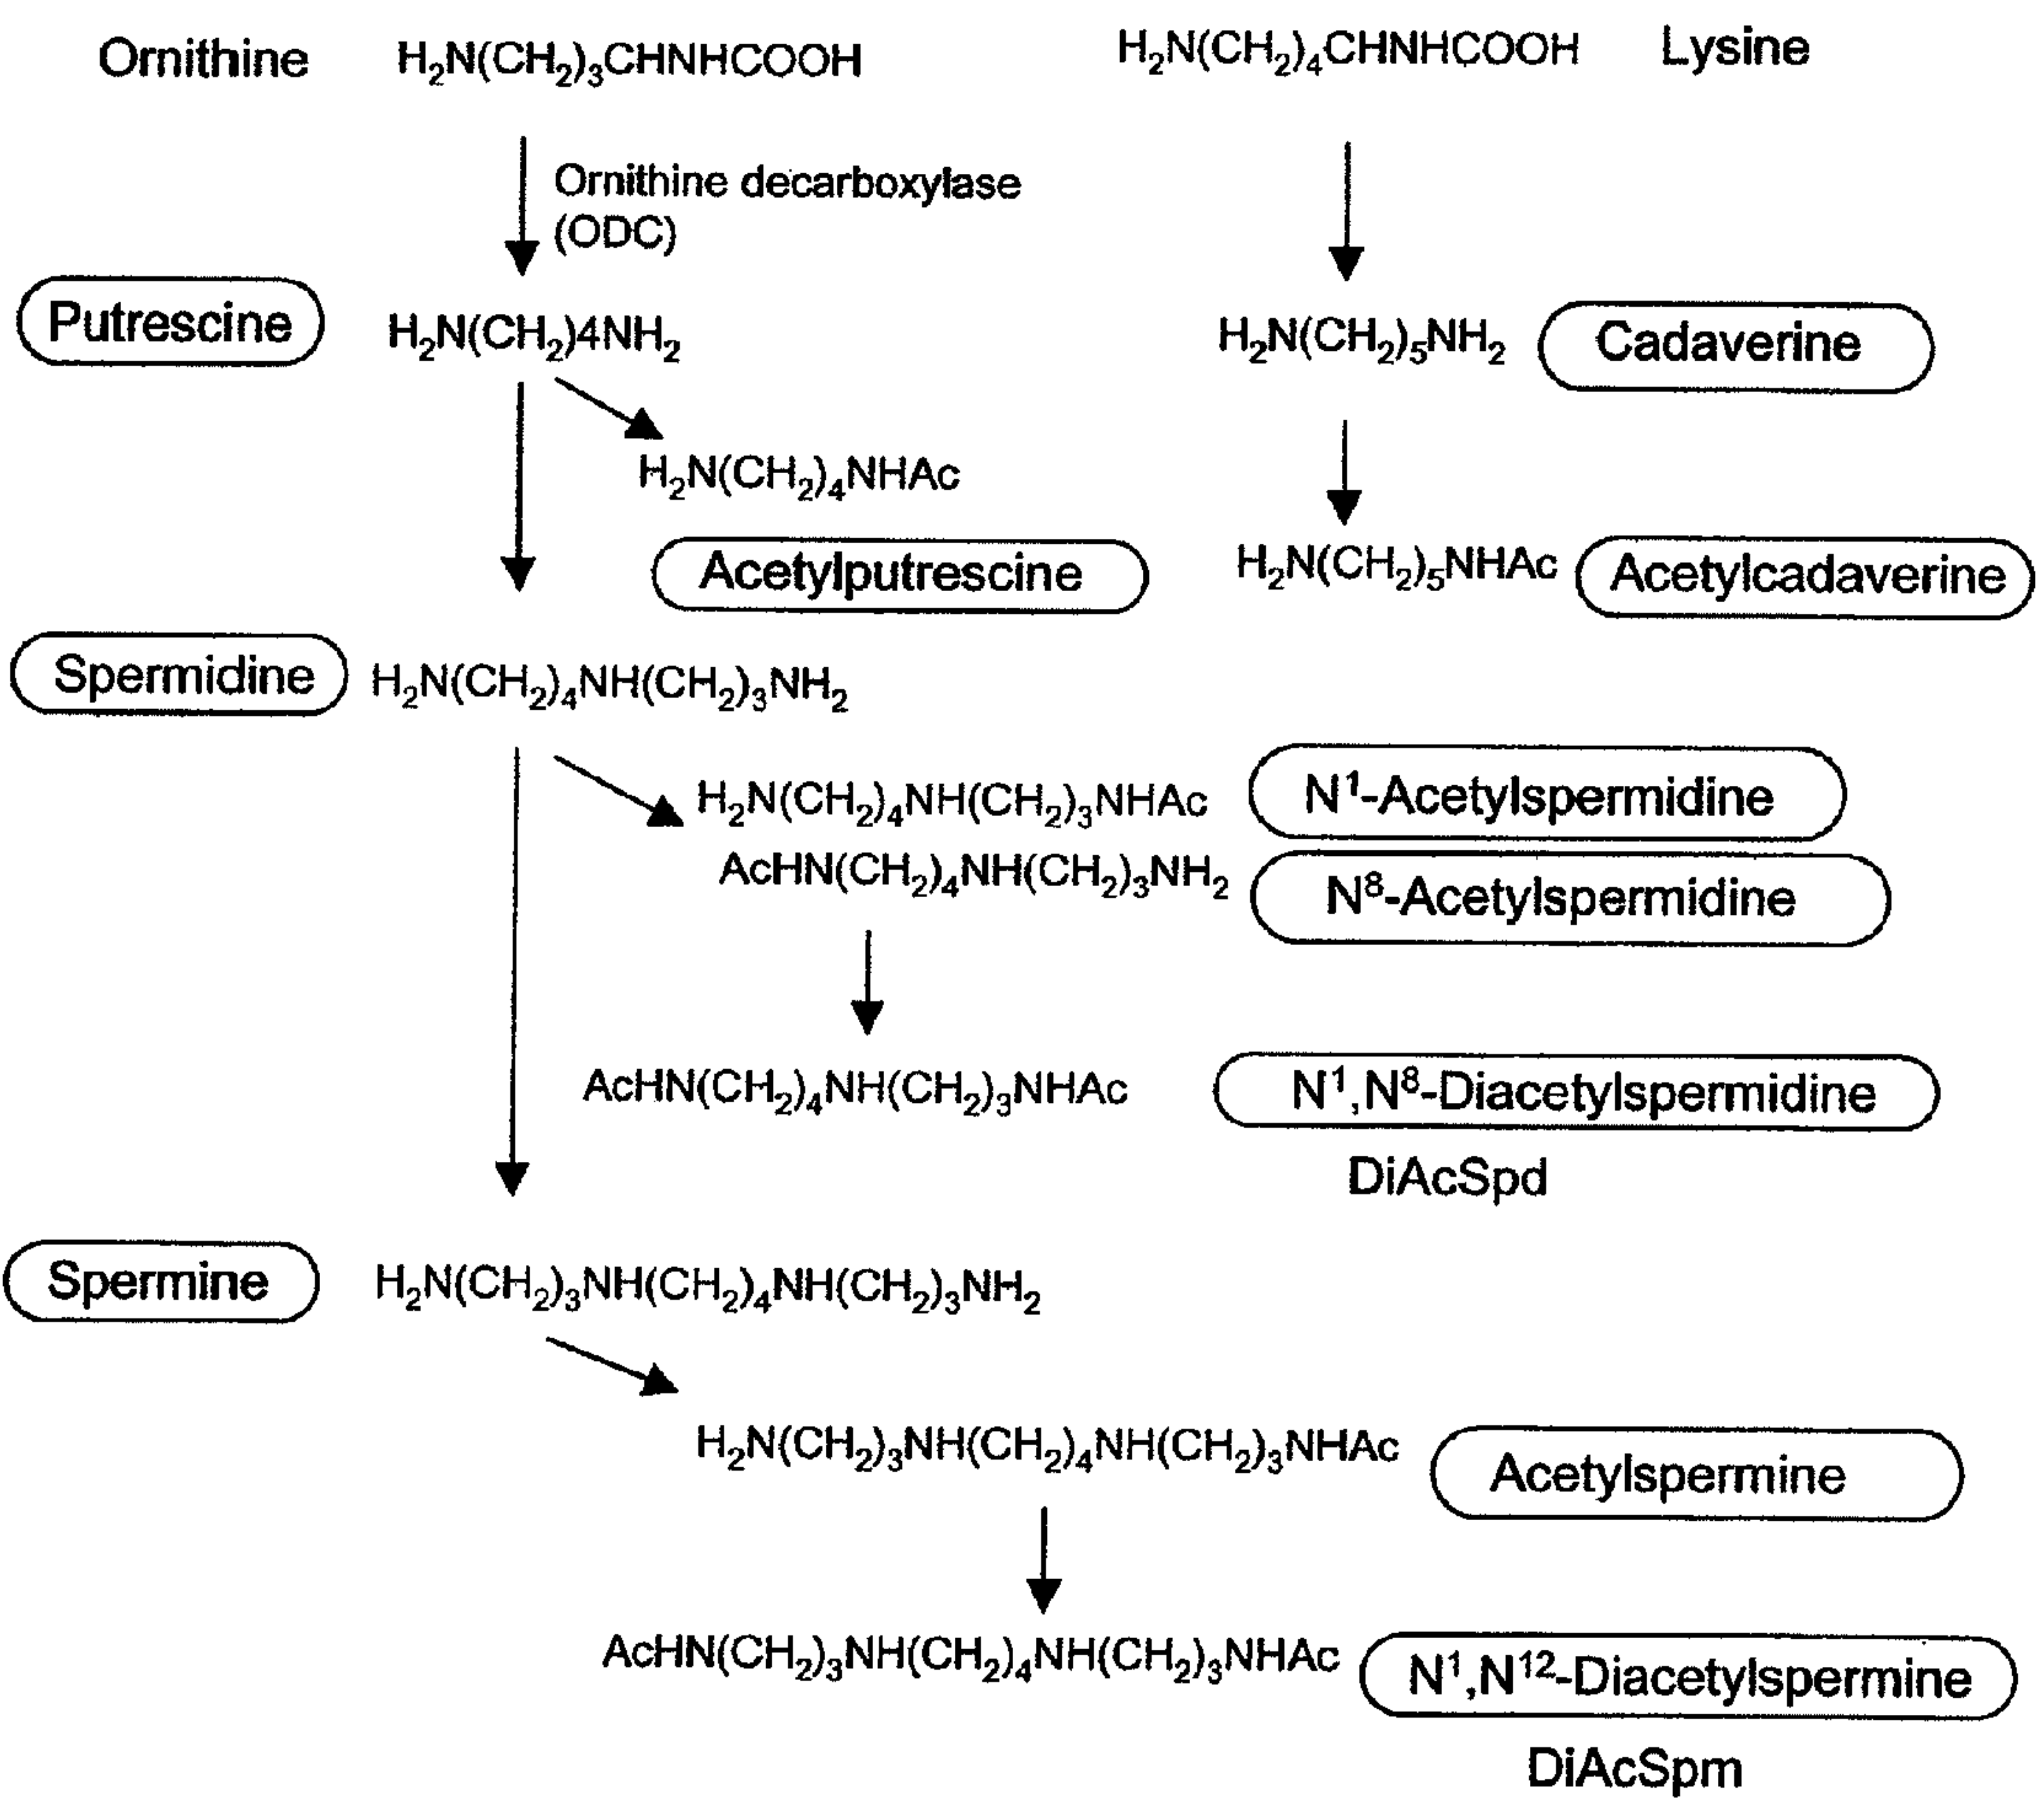 Ornithine H₂N(CH₂)₃CHNHCOOH H₂N(CH₂)₄CHNHCOOH Lysine
Ornithine decarboxylase
(ODC)
Putrescine H₂N(CH₂)4NH₂ H₂N(CH₂)₅NH₂ Cadaverine
H₂N(CH₂)₄NHAc
Acetylputrescine H₂N(CH₂)₅NHAc Acetylcadaverine
Spermidine H₂N(CH₂)₄NH(CH₂)₃NH₂
H₂N(CH₂)₄NH(CH₂)₃NHAc N¹-Acetylspermidine
AcHN(CH₂)₄NH(CH₂)₃NH₂ N⁸-Acetylspermidine
AcHN(CH₂)₄NH(CH₂)₃NHAc N¹,N⁸-Diacetylspermidine
DiAcSpd
Spermine H₂N(CH₂)₃NH(CH₂)₄NH(CH₂)₃NH₂
H₂N(CH₂)₃NH(CH₂)₄NH(CH₂)₃NHAc Acetylspermine
AcHN(CH₂)₃NH(CH₂)₄NH(CH₂)₃NHAc N¹,N¹²-Diacetylspermine
DiAcSpm